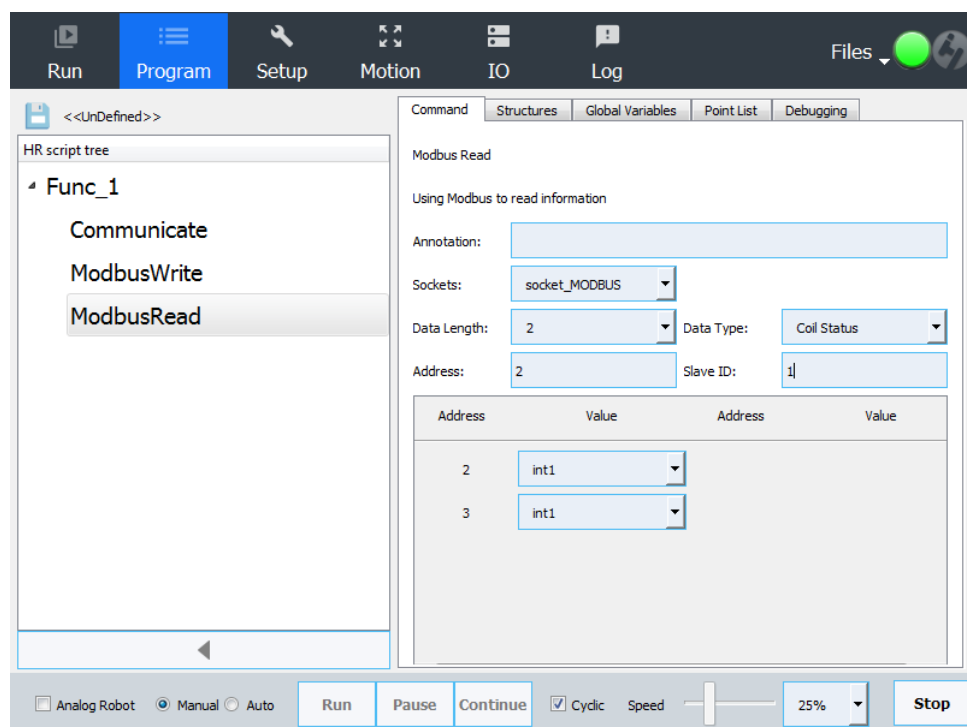 Run Program Setup Motion IO Log Files
<<UnDefined>>
HR script tree
Func_1
Communicate
ModbusWrite
ModbusRead
Command Structures Global Variables Point List Debugging
Modbus Read
Using Modbus to read information
Annotation:
Sockets: socket_MODBUS
Data Length: 2 Data Type: Coil Status
Address: 2 Slave ID: 1
Address Value Address Value
2 int1
3 int1
Analog Robot Manual Auto Run Pause Continue Cyclic Speed 25% Stop